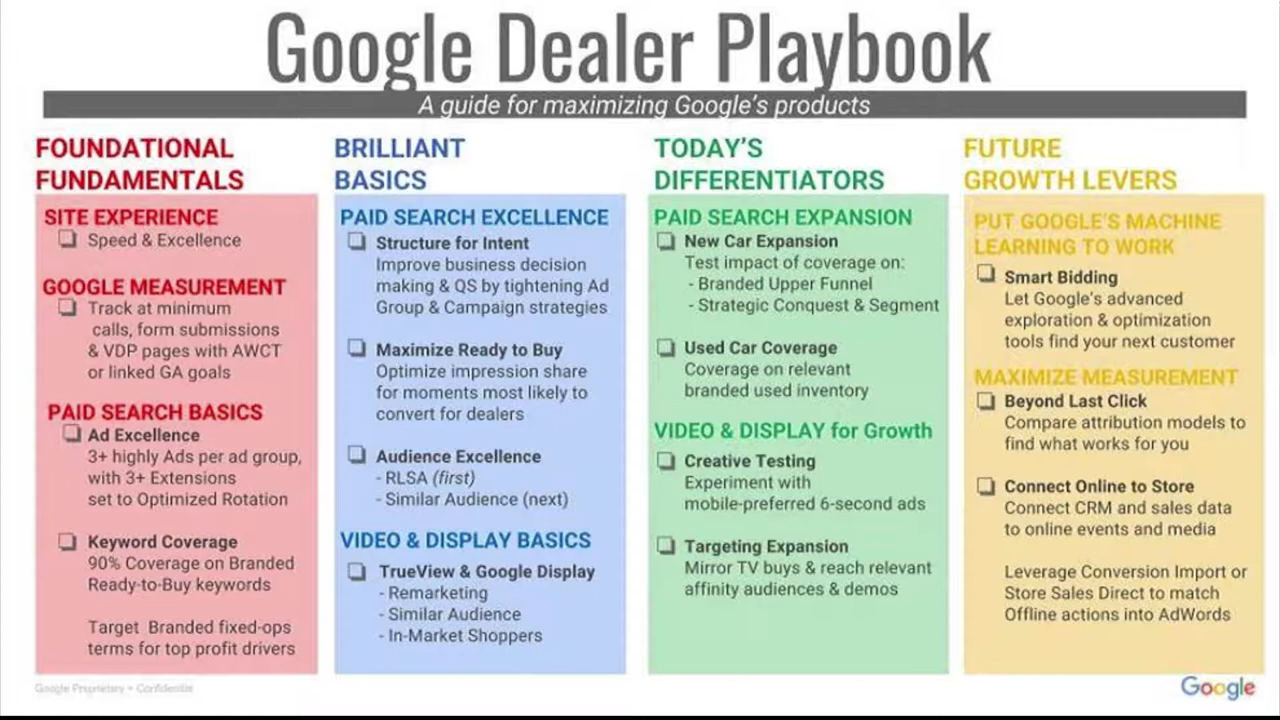 Google Dealer Playbook
A guide for maximizing Google's products
FOUNDATIONAL
FUNDAMENTALS
SITE EXPERIENCE
Speed & Excellence
GOOGLE MEASUREMENT
Track at minimum
calls, form submissions
& VDP pages with AWCT
or linked GA goals
PAID SEARCH BASICS
Ad Excellence
3+ highly Ads per ad group,
with 3+ Extensions
set to Optimized Rotation
Keyword Coverage
90% Coverage on Branded
Ready-to-Buy keywords
Target Branded fixed-ops
terms for top profit drivers
BRILLIANT
BASICS
PAID SEARCH EXCELLENCE
Structure for Intent
Improve business decision
making & QS by tightening Ad
Group & Campaign strategies
Maximize Ready to Buy
Optimize impression share
for moments most likely to
convert for dealers
Audience Excellence
- RLSA (first)
- Similar Audience (next)
VIDEO & DISPLAY BASICS
TrueView & Google Display
- Remarketing
- Similar Audience
- In-Market Shoppers
TODAY'S
DIFFERENTIATORS
PAID SEARCH EXPANSION
New Car Expansion
Test impact of coverage on:
- Branded Upper Funnel
- Strategic Conquest & Segment
Used Car Coverage
Coverage on relevant
branded used inventory
VIDEO & DISPLAY for Growth
Creative Testing
Experiment with
mobile-preferred 6-second ads
Targeting Expansion
Mirror TV buys & reach relevant
affinity audiences & demos
FUTURE
GROWTH LEVERS
PUT GOOGLE'S MACHINE
LEARNING TO WORK
Smart Bidding
Let Google's advanced
exploration & optimization
tools find your next customer
MAXIMIZE MEASUREMENT
Beyond Last Click
Compare attribution models to
find what works for you
Connect Online to Store
Connect CRM and sales data
to online events and media
Leverage Conversion Import or
Store Sales Direct to match
Offline actions into AdWords
Google Proprietary + Confidential
Google